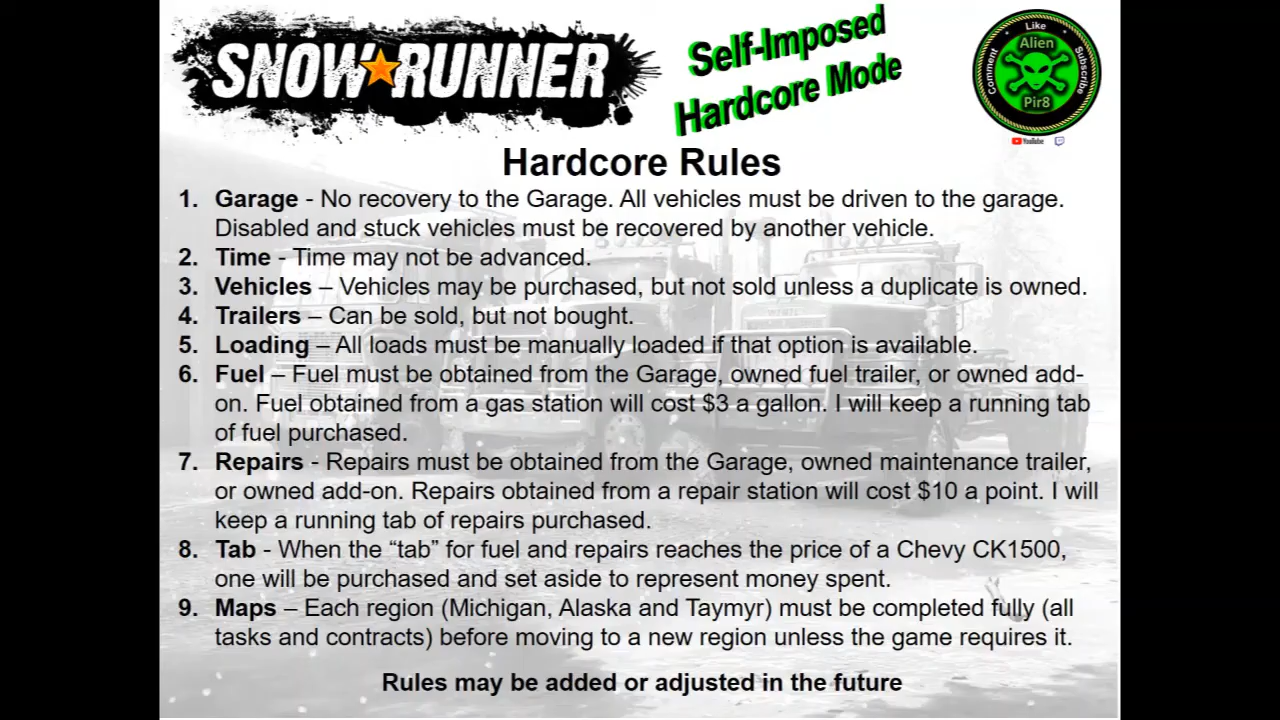 SNOWRUNNER
Self-Imposed
Hardcore Mode
Like
Comment
Subscribe
Alien
Pir8
YouTube
Hardcore Rules
1. Garage - No recovery to the Garage. All vehicles must be driven to the garage.
Disabled and stuck vehicles must be recovered by another vehicle.
2. Time - Time may not be advanced.
3. Vehicles – Vehicles may be purchased, but not sold unless a duplicate is owned.
4. Trailers – Can be sold, but not bought.
5. Loading – All loads must be manually loaded if that option is available.
6. Fuel – Fuel must be obtained from the Garage, owned fuel trailer, or owned add-
on. Fuel obtained from a gas station will cost $3 a gallon. I will keep a running tab
of fuel purchased.
7. Repairs - Repairs must be obtained from the Garage, owned maintenance trailer,
or owned add-on. Repairs obtained from a repair station will cost $10 a point. I will
keep a running tab of repairs purchased.
8. Tab - When the “tab” for fuel and repairs reaches the price of a Chevy CK1500,
one will be purchased and set aside to represent money spent.
9. Maps – Each region (Michigan, Alaska and Taymyr) must be completed fully (all
tasks and contracts) before moving to a new region unless the game requires it.
Rules may be added or adjusted in the future